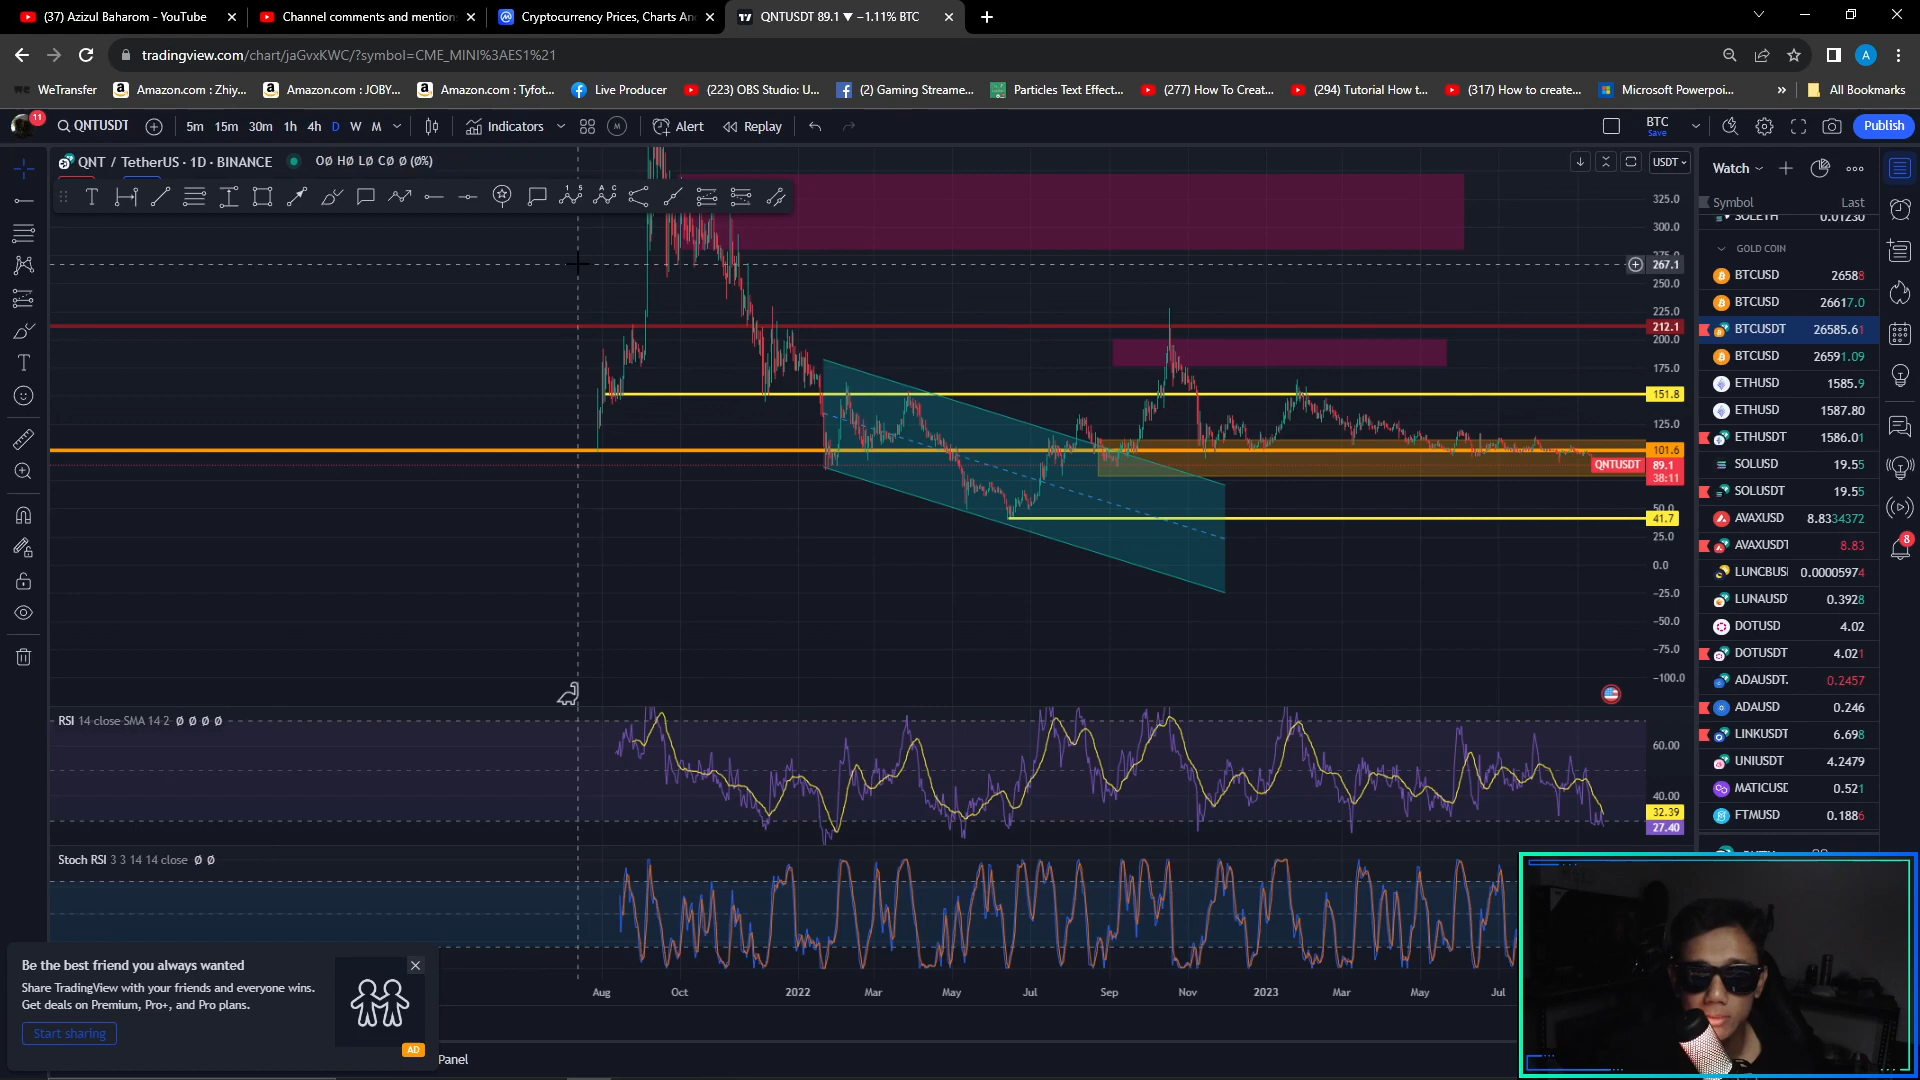 (37) Azizul Baharom - YouTube
Channel comments and mention
Cryptocurrency Prices, Charts An
QNTUSDT 89.1 ▼ −1.11% BTC
tradingview.com/chart/jaGvxKWC/?symbol=CME_MINI%3AES1%21
A
WeTransfer
Amazon.com : Zhiy...
Amazon.com: JOBY...
Amazon.com : Tyfot...
Live Producer
(223) OBS Studio: U...
(2) Gaming Streame...
Particles Text Effect...
(277) How To Creat...
(294) Tutorial How t...
(317) How to create...
Microsoft Powerpoi...
All Bookmarks
11
QNTUSDT
5m 15m 30m 1h 4h D W M
Indicators
Alert
Replay
BTC
Save
Publish
QNT / TetherUS · 1D · BINANCE
OØ HØ LØ CØ Ø (Ø%)
USDT
Watch
Symbol Last
SOLETH 0.01230
GOLD COIN
BTCUSD 26588
BTCUSD 26617.0
BTCUSDT 26585.61
BTCUSD 26591.09
ETHUSD 1585.9
ETHUSD 1587.80
ETHUSDT 1586.01
SOLUSD 19.55
SOLUSDT 19.55
AVAXUSD 8.8334372
AVAXUSDT 8.83
LUNCBUS 0.00005974
LUNAUSD 0.3928
DOTUSD 4.02
DOTUSDT 4.021
ADAUSDT. 0.2457
ADAUSD 0.246
LINKUSDT 6.698
UNIUSDT 4.2479
MATICUSD 0.521
FTMUSD 0.1886
8
325.0
300.0
275.0
267.1
250.0
225.0
212.1
200.0
175.0
151.8
125.0
101.6
QNTUSDT 89.1
38:11
50.0
41.7
25.0
0.0
−25.0
−50.0
−75.0
−100.0
RSI 14 close SMA 14 2 Ø Ø Ø Ø
60.00
40.00
32.39
27.40
Stoch RSI 3 3 14 14 close Ø Ø
Aug Oct 2022 Mar May Jul Sep Nov 2023 Mar May Jul
Be the best friend you always wanted
Share TradingView with your friends and everyone wins.
Get deals on Premium, Pro+, and Pro plans.
Start sharing
AD
Panel